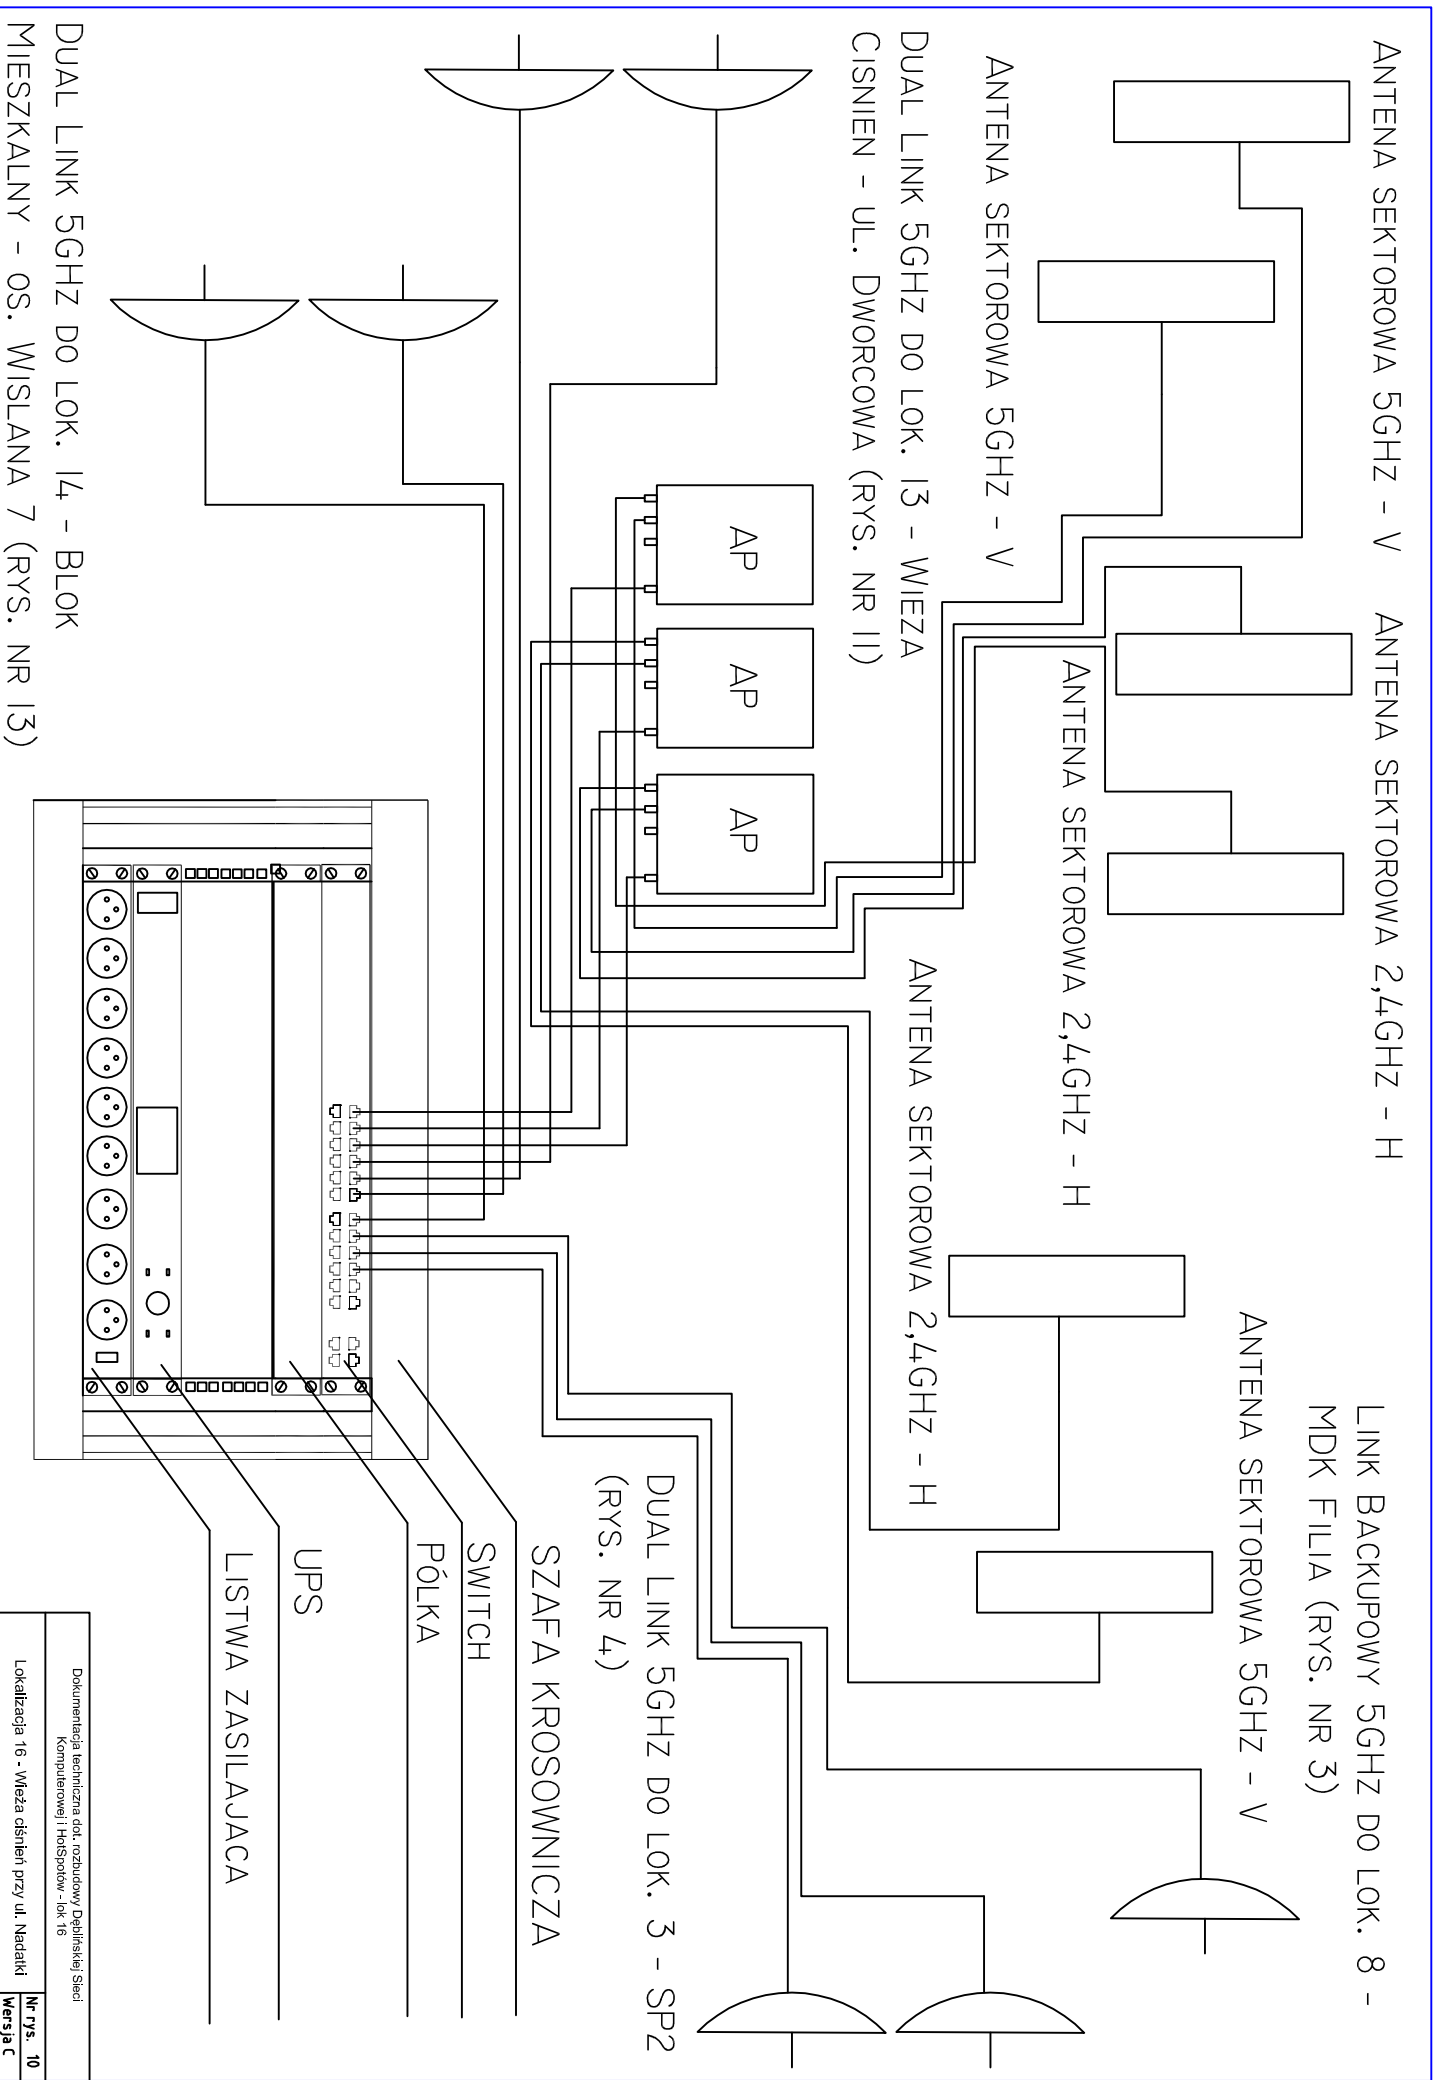 ANTENA SEKTOROWA 5GHZ - V
ANTENA SEKTOROWA 2,4GHZ - H
LINK BACKUPOWY 5GHZ DO LOK. 8 -
MDK FILIA (RYS. NR 3)
ANTENA SEKTOROWA 5GHZ - V
ANTENA SEKTOROWA 2,4GHZ - H
ANTENA SEKTOROWA 5GHZ - V
ANTENA SEKTOROWA 2,4GHZ - H
DUAL LINK 5GHZ DO LOK. 13 - WIEZA
CISNIEN - UL. DWORCOWA (RYS. NR 11)
AP
AP
AP
DUAL LINK 5GHZ DO LOK. 3 - SP2
(RYS. NR 4)
SZAFA KROSOWNICZA
SWITCH
PÓLKA
UPS
LISTWA ZASILAJACA
DUAL LINK 5GHZ DO LOK. 14 - BLOK
MIESZKALNY - OS. WISLANA 7 (RYS. NR 13)
Dokumentacja techniczna dot. rozbudowy Dęblińskiej Sieci
Komputerowej i HotSpotów - lok 16
Lokalizacja 16 - Wieża ciśnień przy ul. Nadatki
Nr rys. 10
Wersja C